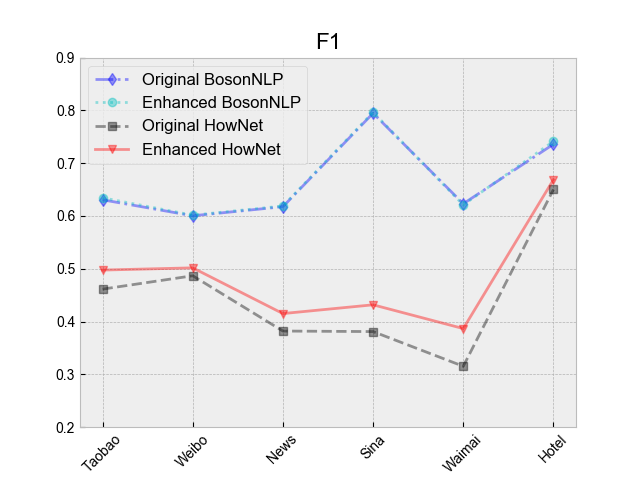 F1
0.9
0.8
0.7
0.6
0.5
0.4
0.3
0.2
Original BosonNLP
Enhanced BosonNLP
Original HowNet
Enhanced HowNet
Taobao
Weibo
News
Sina
Waimai
Hotel